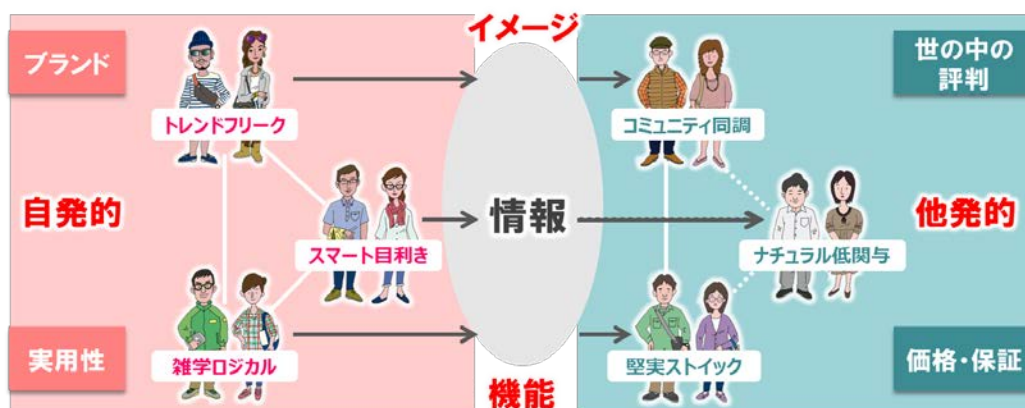 イメージ
ブランド
トレンドフリーク
コミュニティ同調
世の中の
評判
自発的
スマート目利き
情報
ナチュラル低関与
他発的
実用性
雑学ロジカル
堅実ストイック
価格・保証
機能